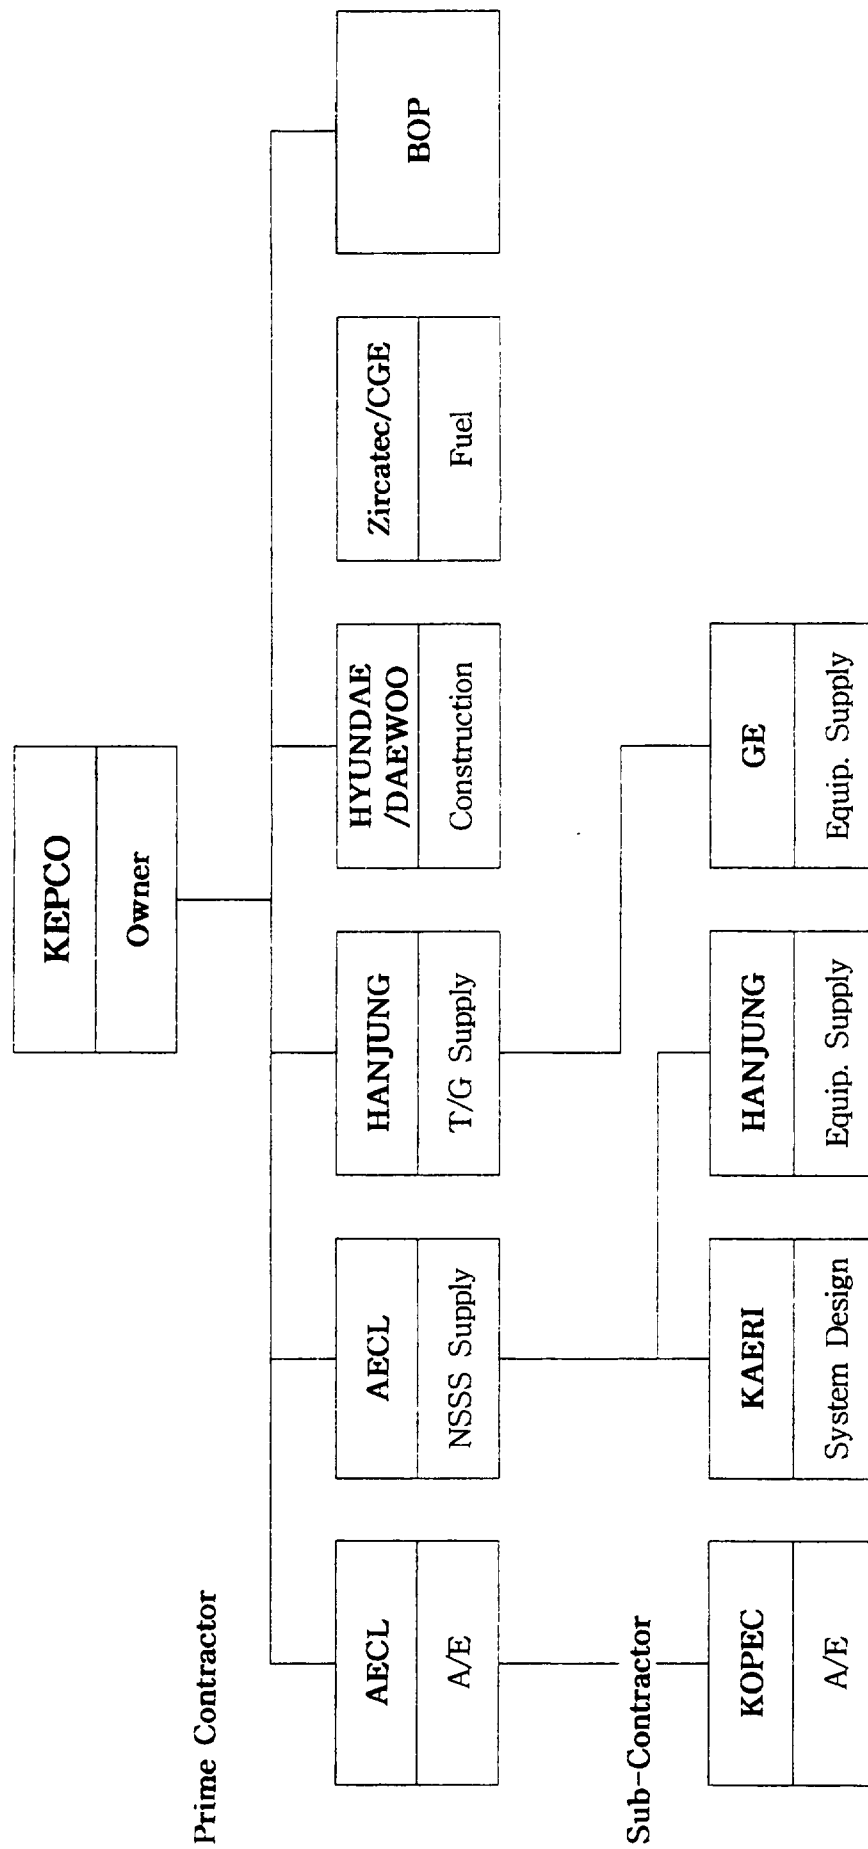 KEPCO
Owner
Prime Contractor
AECL
A/E
AECL
NSSS Supply
HANJUNG
T/G Supply
HYUNDAE
/DAEWOO
Construction
Zircatec/CGE
Fuel
BOP
Sub-Contractor
KOPEC
A/E
KAERI
System Design
HANJUNG
Equip. Supply
GE
Equip. Supply